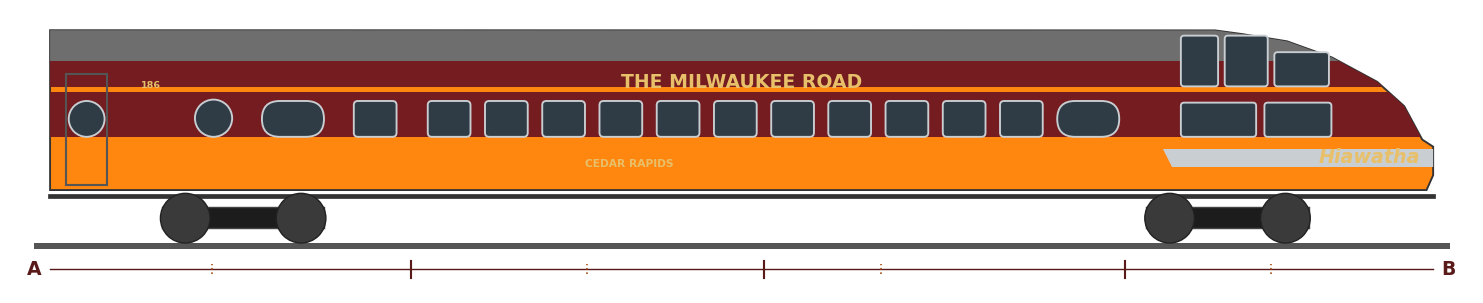 THE MILWAUKEE ROAD
186
CEDAR RAPIDS
Hiawatha
A B